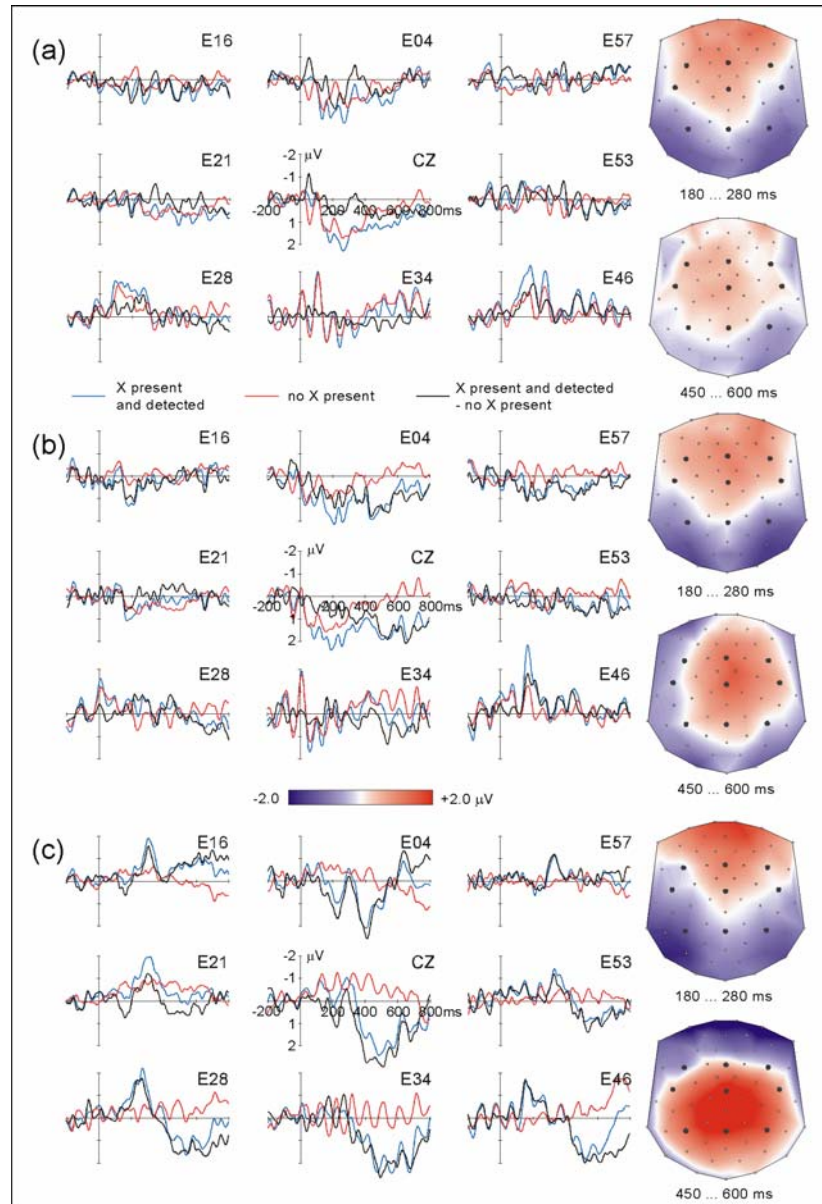 (a)
E16 E04 E57
180 ... 280 ms
E21
-2
µV
CZ
E53
-1
-200 200 400 600 800ms
1
2
E28 E34 E46
450 ... 600 ms
X present
and detected
no X present
X present and detected
- no X present
(b)
E16 E04 E57
180 ... 280 ms
E21
-2
µV
CZ
E53
-1
-200 200 400 600 800ms
1
2
E28 E34 E46
450 ... 600 ms
-2.0 +2.0 µV
(c)
E16 E04 E57
180 ... 280 ms
E21
-2
µV
CZ
E53
-1
-200 200 400 600 800ms
1
2
E28 E34 E46
450 ... 600 ms